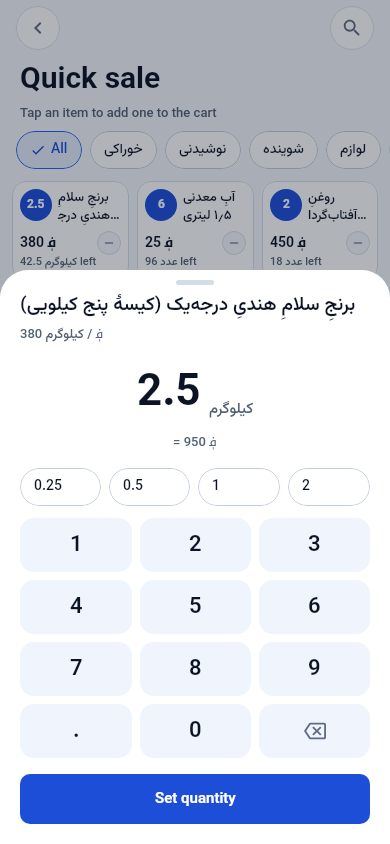 Quick sale
Tap an item to add one to the cart
All
خوراکی
نوشیدنی
شوینده
لوازم
2.5
برنجِ سلامِ
هندیِ درجـ...
380 ؋
42.5 کیلوگرم left
6
آبِ معدنی
۱٫۵ لیتری
25 ؋
96 عدد left
2
روغنِ
آفتاب‌گردا...
450 ؋
18 عدد left
برنجِ سلامِ هندیِ درجه‌یک (کیسهٔ پنج کیلویی)
380 ؋ / کیلوگرم
2.5 کیلوگرم
= 950 ؋
0.25
0.5
1
2
1
2
3
4
5
6
7
8
9
.
0
Set quantity